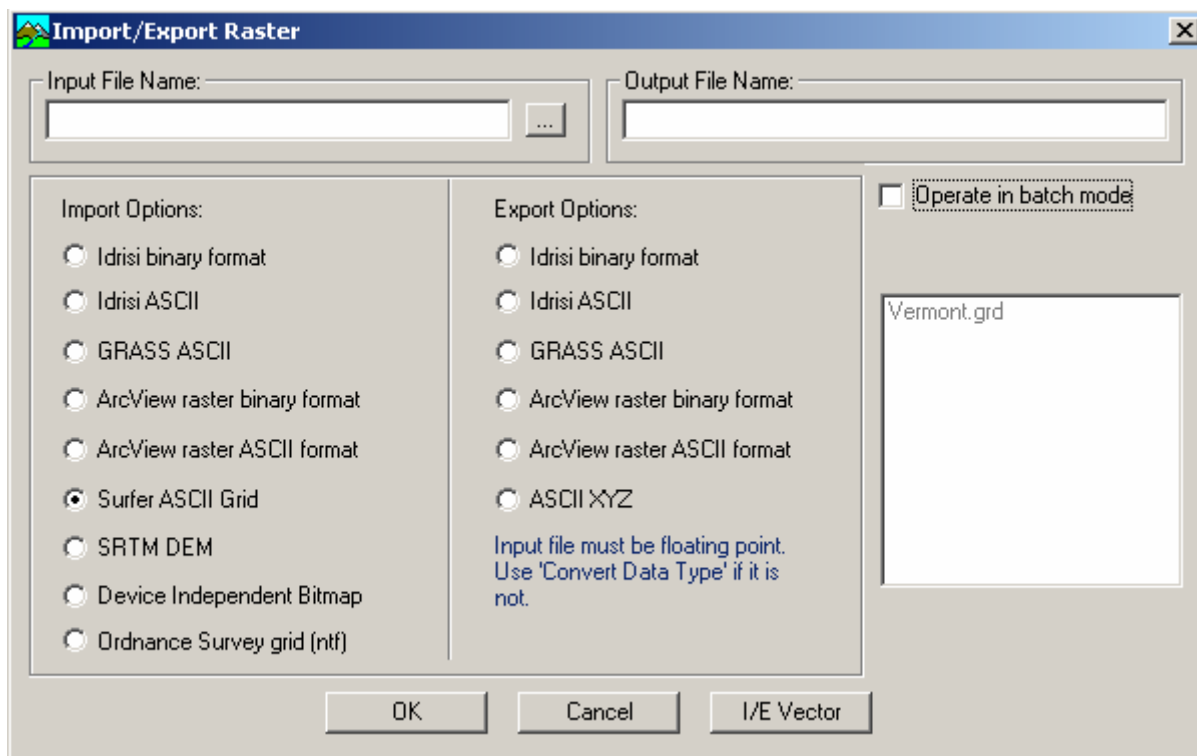 Import/Export Raster
Input File Name:
...
Output File Name:
Operate in batch mode
Import Options:
Idrisi binary format
Idrisi ASCII
GRASS ASCII
ArcView raster binary format
ArcView raster ASCII format
Surfer ASCII Grid
SRTM DEM
Device Independent Bitmap
Ordnance Survey grid (ntf)
Export Options:
Idrisi binary format
Idrisi ASCII
GRASS ASCII
ArcView raster binary format
ArcView raster ASCII format
ASCII XYZ
Input file must be floating point.
Use 'Convert Data Type' if it is
not.
Vermont.grd
OK
Cancel
I/E Vector